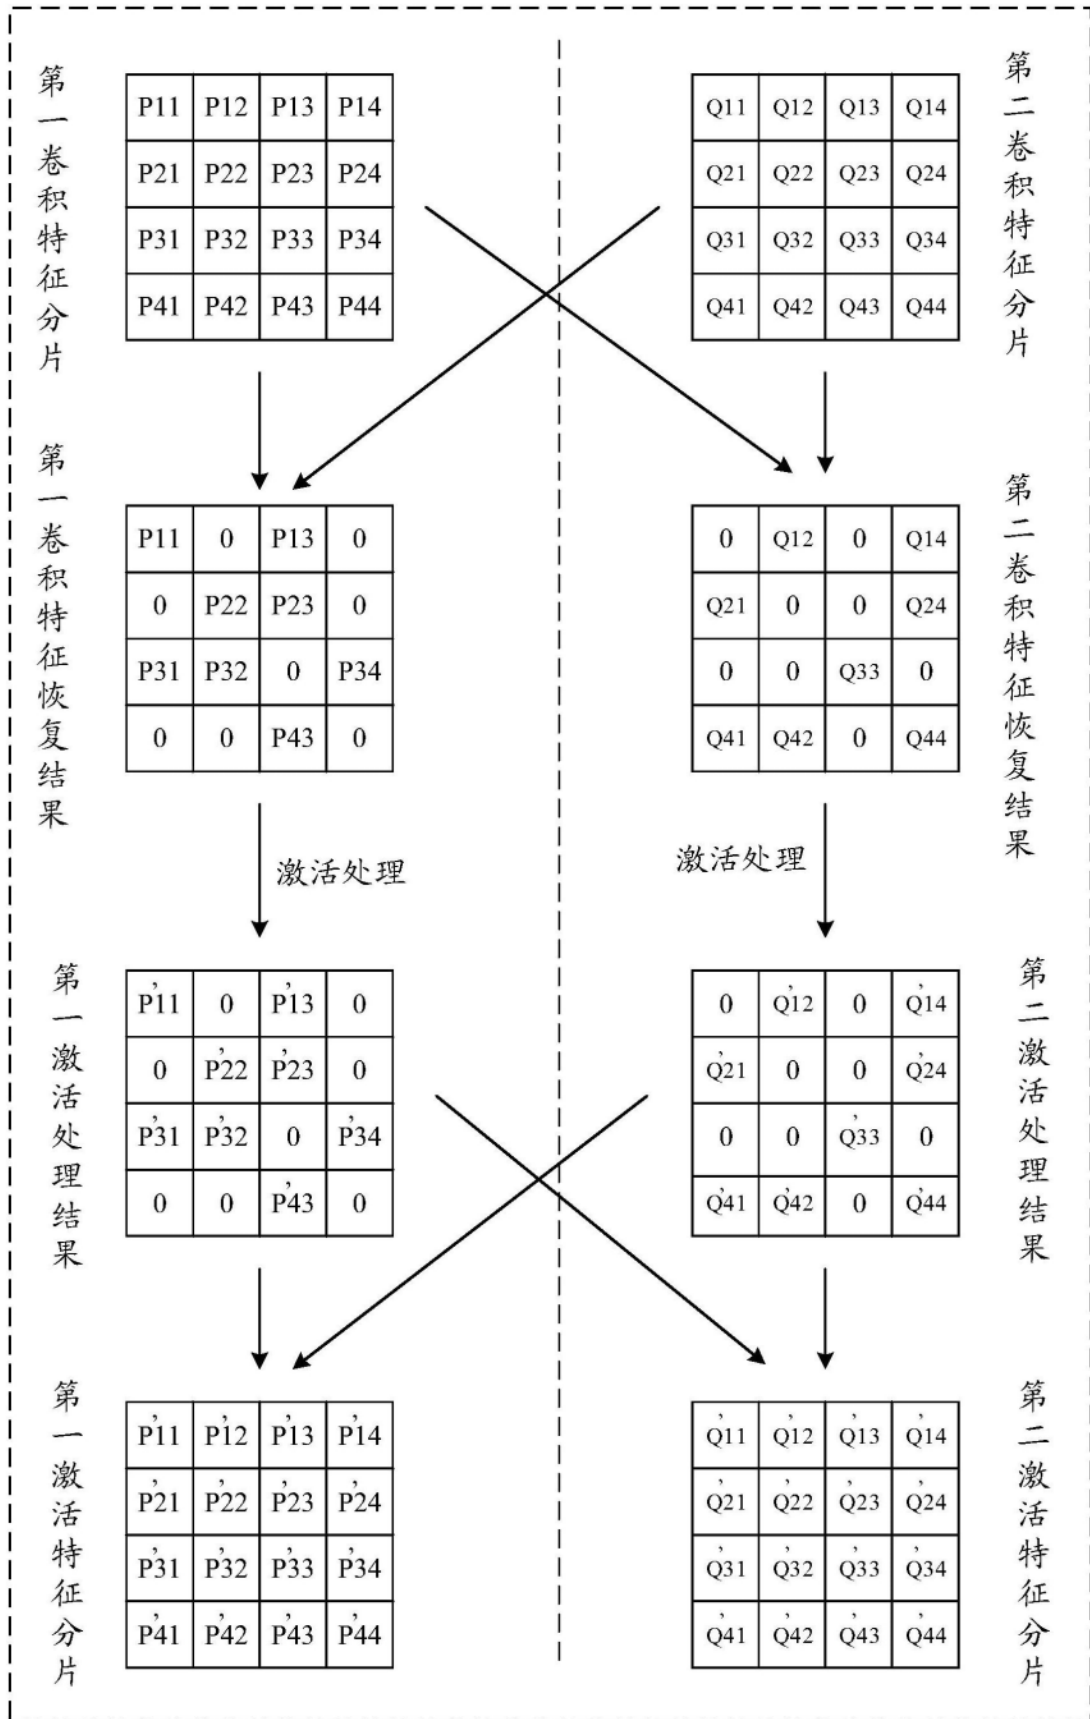 第一卷积特征分片
P11 P12 P13 P14
P21 P22 P23 P24
P31 P32 P33 P34
P41 P42 P43 P44
第二卷积特征分片
Q11 Q12 Q13 Q14
Q21 Q22 Q23 Q24
Q31 Q32 Q33 Q34
Q41 Q42 Q43 Q44
第一卷积特征恢复结果
P11 0 P13 0
0 P22 P23 0
P31 P32 0 P34
0 0 P43 0
第二卷积特征恢复结果
0 Q12 0 Q14
Q21 0 0 Q24
0 0 Q33 0
Q41 Q42 0 Q44
激活处理
激活处理
第一激活处理结果
P'11 0 P'13 0
0 P'22 P'23 0
P'31 P'32 0 P'34
0 0 P'43 0
第二激活处理结果
0 Q'12 0 Q'14
Q'21 0 0 Q'24
0 0 Q'33 0
Q'41 Q'42 0 Q'44
第一激活特征分片
P'11 P'12 P'13 P'14
P'21 P'22 P'23 P'24
P'31 P'32 P'33 P'34
P'41 P'42 P'43 P'44
第二激活特征分片
Q'11 Q'12 Q'13 Q'14
Q'21 Q'22 Q'23 Q'24
Q'31 Q'32 Q'33 Q'34
Q'41 Q'42 Q'43 Q'44